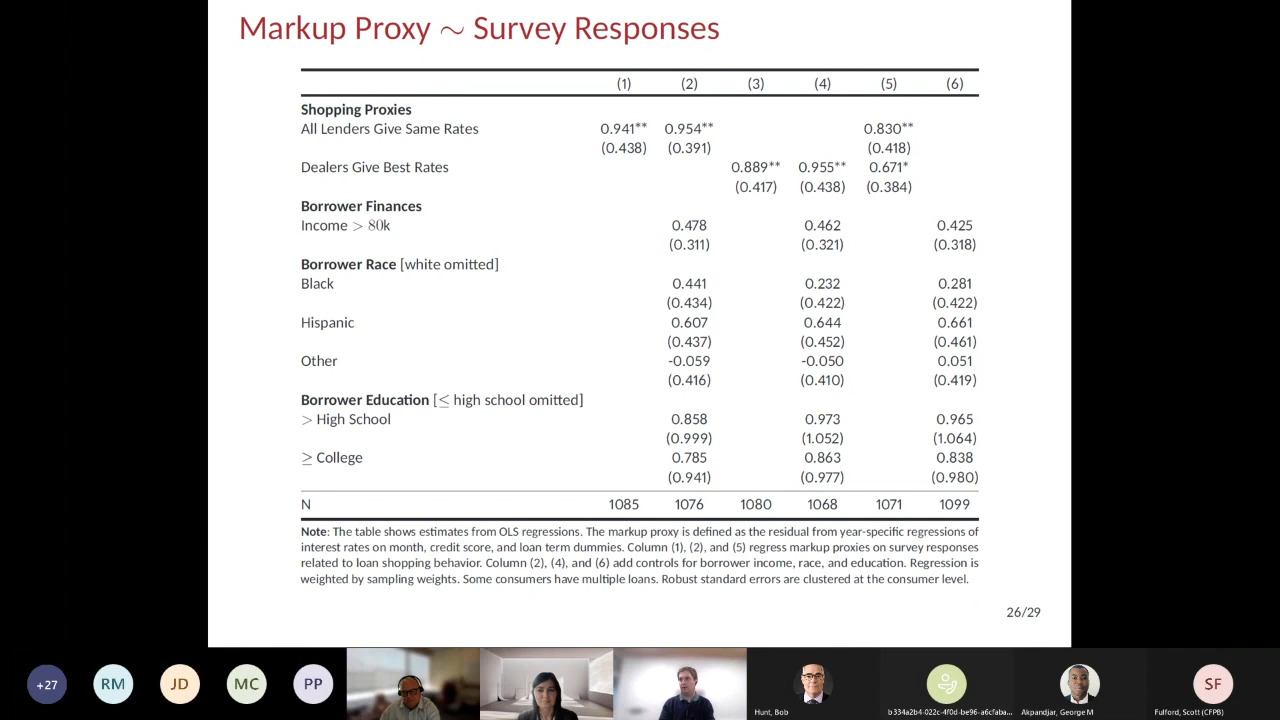 Markup Proxy ∼ Survey Responses
(1) (2) (3) (4) (5) (6)
Shopping Proxies
All Lenders Give Same Rates 0.941** 0.954** 0.830**
(0.438) (0.391) (0.418)
Dealers Give Best Rates 0.889** 0.955** 0.671*
(0.417) (0.438) (0.384)
Borrower Finances
Income > 80k 0.478 0.462 0.425
(0.311) (0.321) (0.318)
Borrower Race [white omitted]
Black 0.441 0.232 0.281
(0.434) (0.422) (0.422)
Hispanic 0.607 0.644 0.661
(0.437) (0.452) (0.461)
Other -0.059 -0.050 0.051
(0.416) (0.410) (0.419)
Borrower Education [≤ high school omitted]
> High School 0.858 0.973 0.965
(0.999) (1.052) (1.064)
≥ College 0.785 0.863 0.838
(0.941) (0.977) (0.980)
N 1085 1076 1080 1068 1071 1099
Note: The table shows estimates from OLS regressions. The markup proxy is defined as the residual from year-specific regressions of
interest rates on month, credit score, and loan term dummies. Column (1), (2), and (5) regress markup proxies on survey responses
related to loan shopping behavior. Column (2), (4), and (6) add controls for borrower income, race, and education. Regression is
weighted by sampling weights. Some consumers have multiple loans. Robust standard errors are clustered at the consumer level.
26/29
+27 RM JD MC PP SF
Hunt, Bob b334a2b4-022c-4f0d-be96-a6cfaba... Akpandjar, George M Fulford, Scott (CFPB)